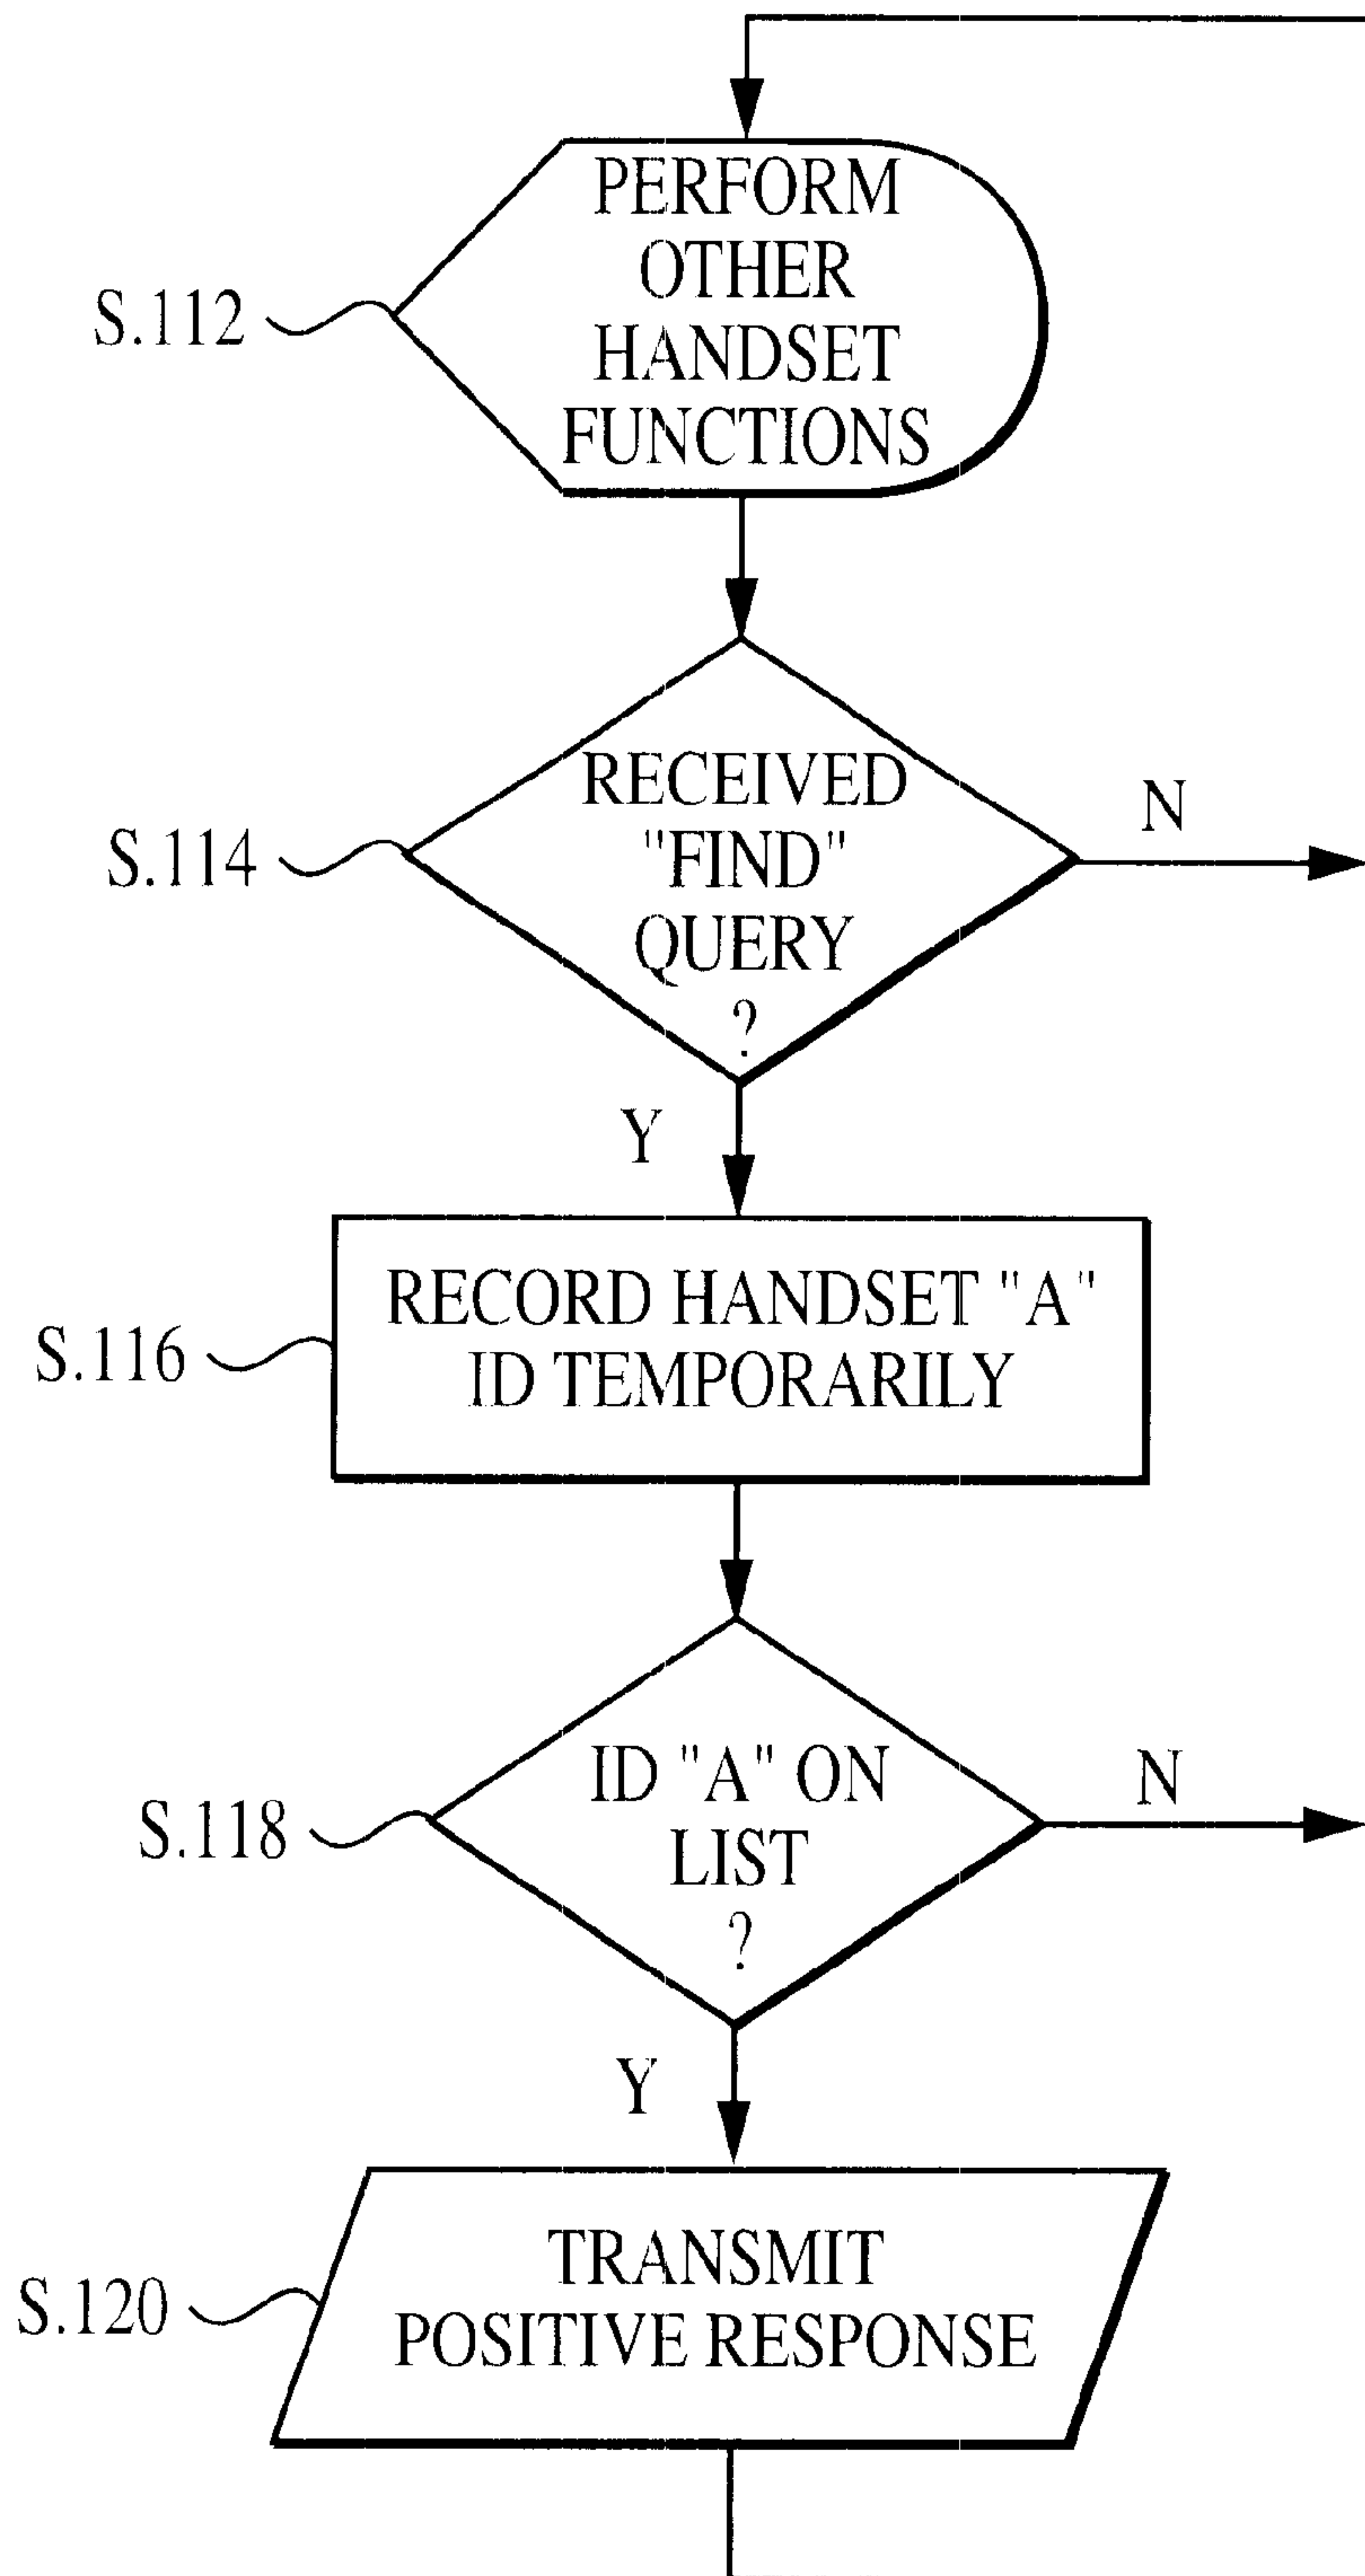 PERFORM
OTHER
HANDSET
FUNCTIONS
S.112
RECEIVED
"FIND"
QUERY
?
S.114
N
Y
RECORD HANDSET "A"
ID TEMPORARILY
S.116
ID "A" ON
LIST
?
S.118
N
Y
TRANSMIT
POSITIVE RESPONSE
S.120